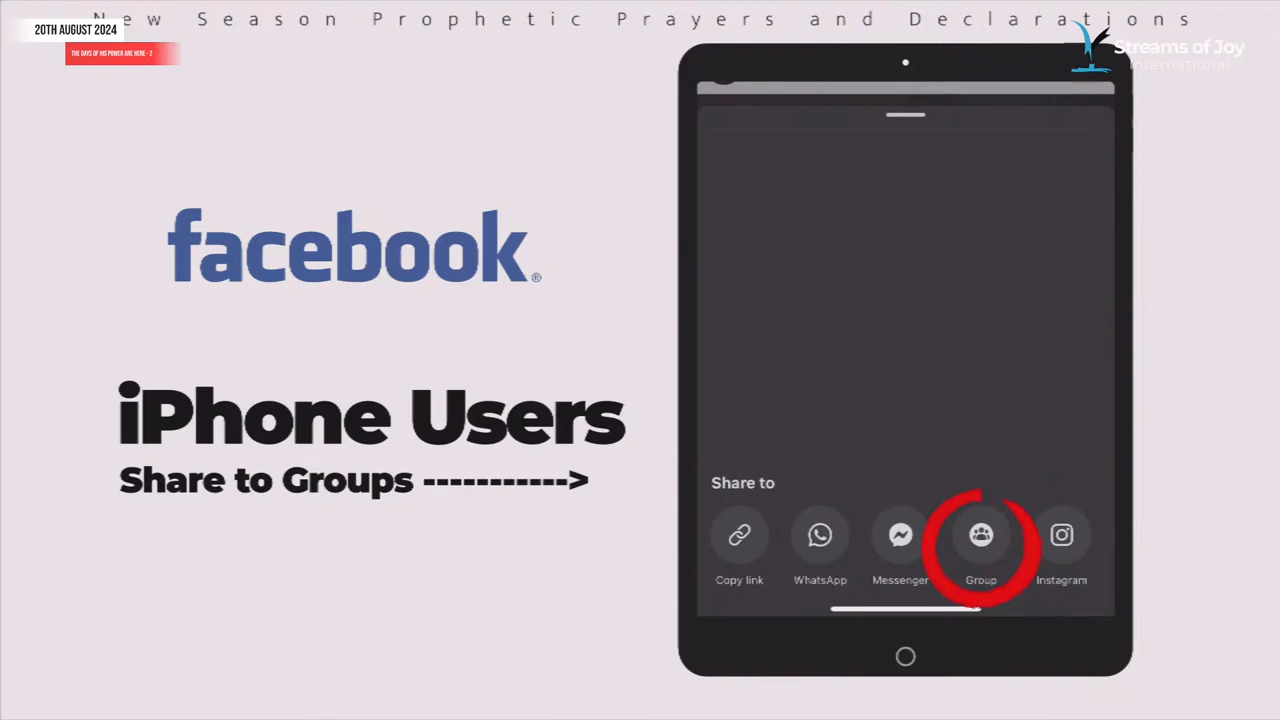 New Season Prophetic Prayers and Declarations
20TH AUGUST 2024
THE DAYS OF HIS POWER ARE HERE - 2
Streams of Joy
International
facebook®
iPhone Users
Share to Groups ----------->
Share to
Copy link
WhatsApp
Messenger
Group
Instagram